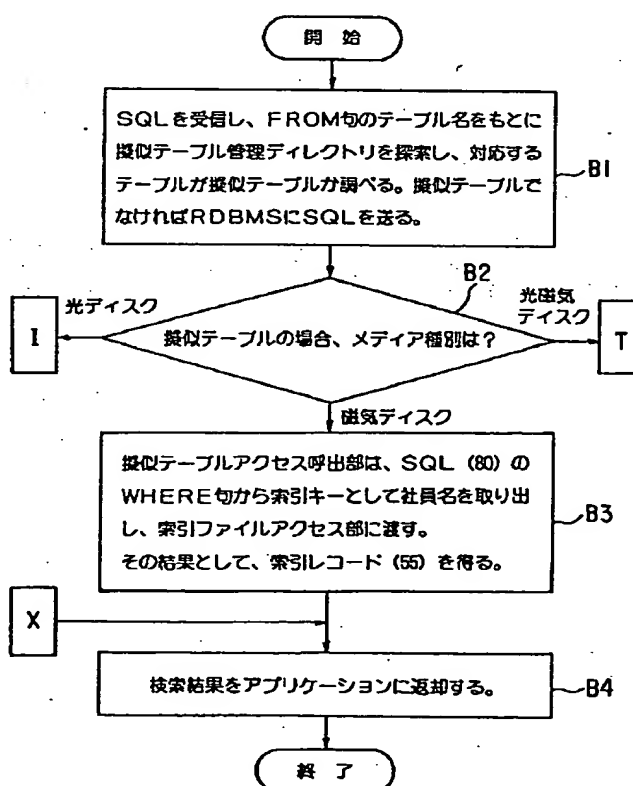 開 始
SQLを受信し、FROM句のテーブル名をもとに
擬似テーブル管理ディレクトリを探索し、対応する
テーブルが擬似テーブルか調べる。擬似テーブルで
なければRDBMSにSQLを送る。
B1
B2
光ディスク
光磁気
ディスク
I
擬似テーブルの場合、メディア種別は?
T
磁気ディスク
擬似テーブルアクセス呼出部は、SQL (80) の
WHERE句から索引キーとして社員名を取り出
し、索引ファイルアクセス部に渡す。
その結果として、索引レコード (55) を得る。
B3
X
検索結果をアプリケーションに返却する。
B4
終 了